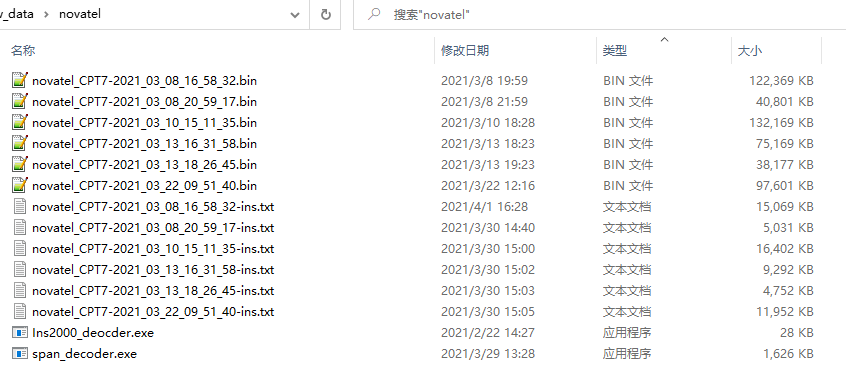 v_data › novatel 搜索"novatel"
名称 修改日期 类型 大小
novatel_CPT7-2021_03_08_16_58_32.bin 2021/3/8 19:59 BIN 文件 122,369 KB
novatel_CPT7-2021_03_08_20_59_17.bin 2021/3/8 21:59 BIN 文件 40,801 KB
novatel_CPT7-2021_03_10_15_11_35.bin 2021/3/10 18:28 BIN 文件 132,169 KB
novatel_CPT7-2021_03_13_16_31_58.bin 2021/3/13 18:23 BIN 文件 75,169 KB
novatel_CPT7-2021_03_13_18_26_45.bin 2021/3/13 19:23 BIN 文件 38,177 KB
novatel_CPT7-2021_03_22_09_51_40.bin 2021/3/22 12:16 BIN 文件 97,601 KB
novatel_CPT7-2021_03_08_16_58_32-ins.txt 2021/4/1 16:28 文本文档 15,069 KB
novatel_CPT7-2021_03_08_20_59_17-ins.txt 2021/3/30 14:40 文本文档 5,031 KB
novatel_CPT7-2021_03_10_15_11_35-ins.txt 2021/3/30 15:00 文本文档 16,402 KB
novatel_CPT7-2021_03_13_16_31_58-ins.txt 2021/3/30 15:02 文本文档 9,292 KB
novatel_CPT7-2021_03_13_18_26_45-ins.txt 2021/3/30 15:03 文本文档 4,752 KB
novatel_CPT7-2021_03_22_09_51_40-ins.txt 2021/3/30 15:05 文本文档 11,952 KB
Ins2000_deocder.exe 2021/2/22 14:27 应用程序 28 KB
span_decoder.exe 2021/3/29 13:28 应用程序 1,626 KB